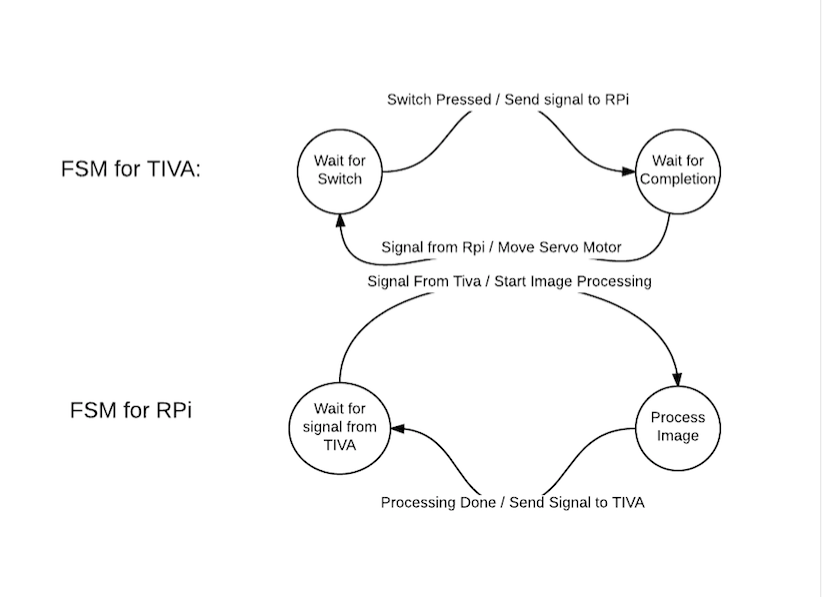 Switch Pressed / Send signal to RPi
FSM for TIVA:
Wait for
Switch
Wait for
Completion
Signal from Rpi / Move Servo Motor
Signal From Tiva / Start Image Processing
FSM for RPi
Wait for
signal from
TIVA
Process
Image
Processing Done / Send Signal to TIVA